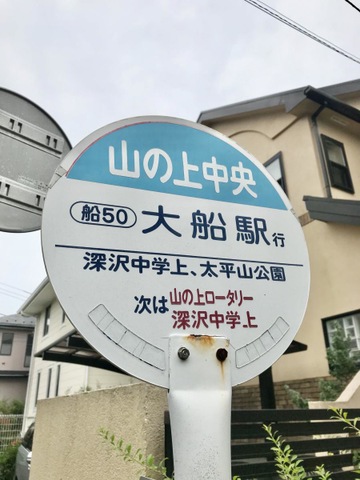 山の上中央
船50 大船駅行
深沢中学上、太平山公園
次は 山の上ロータリー
深沢中学上